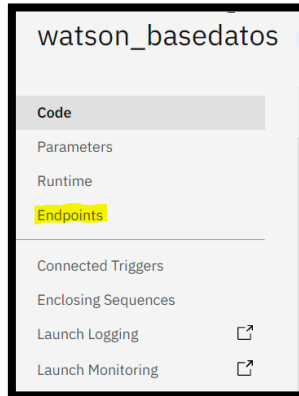 watson_basedatos
Code
Parameters
Runtime
Endpoints
Connected Triggers
Enclosing Sequences
Launch Logging
Launch Monitoring